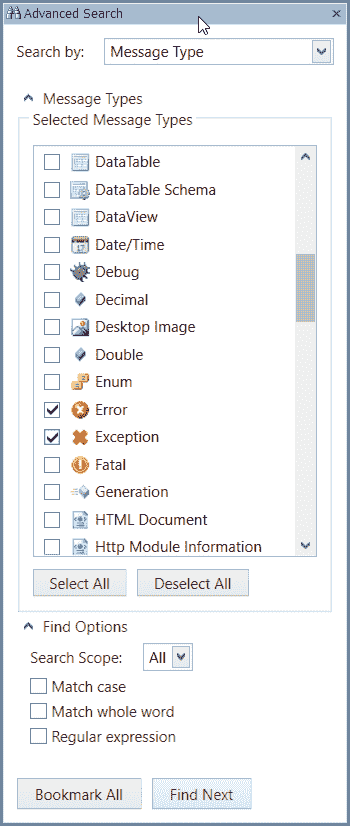 Advanced Search
Search by: Message Type
Message Types
Selected Message Types
DataTable
DataTable Schema
DataView
Date/Time
Debug
Decimal
Desktop Image
Double
Enum
Error
Exception
Fatal
Generation
HTML Document
Http Module Information
Select All Deselect All
Find Options
Search Scope: All
Match case
Match whole word
Regular expression
Bookmark All Find Next